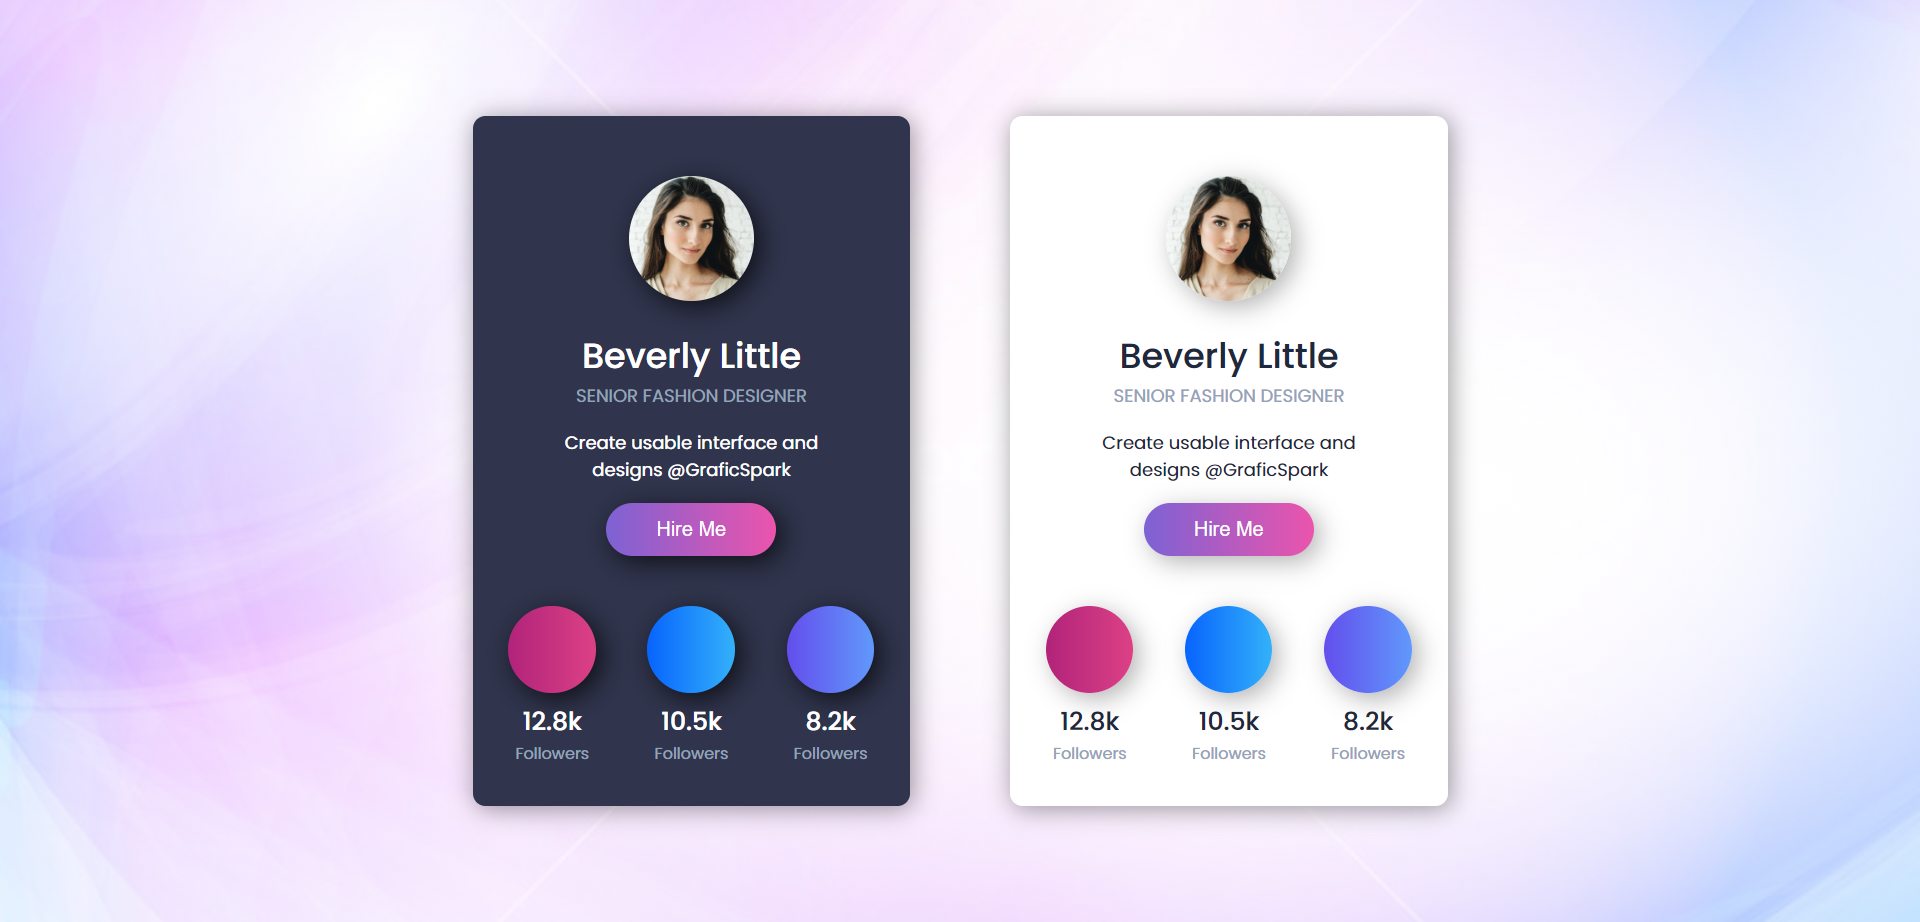 Beverly Little
SENIOR FASHION DESIGNER
Create usable interface and
designs @GraficSpark
Hire Me
12.8k
10.5k
8.2k
Followers
Followers
Followers
Beverly Little
SENIOR FASHION DESIGNER
Create usable interface and
designs @GraficSpark
Hire Me
12.8k
10.5k
8.2k
Followers
Followers
Followers